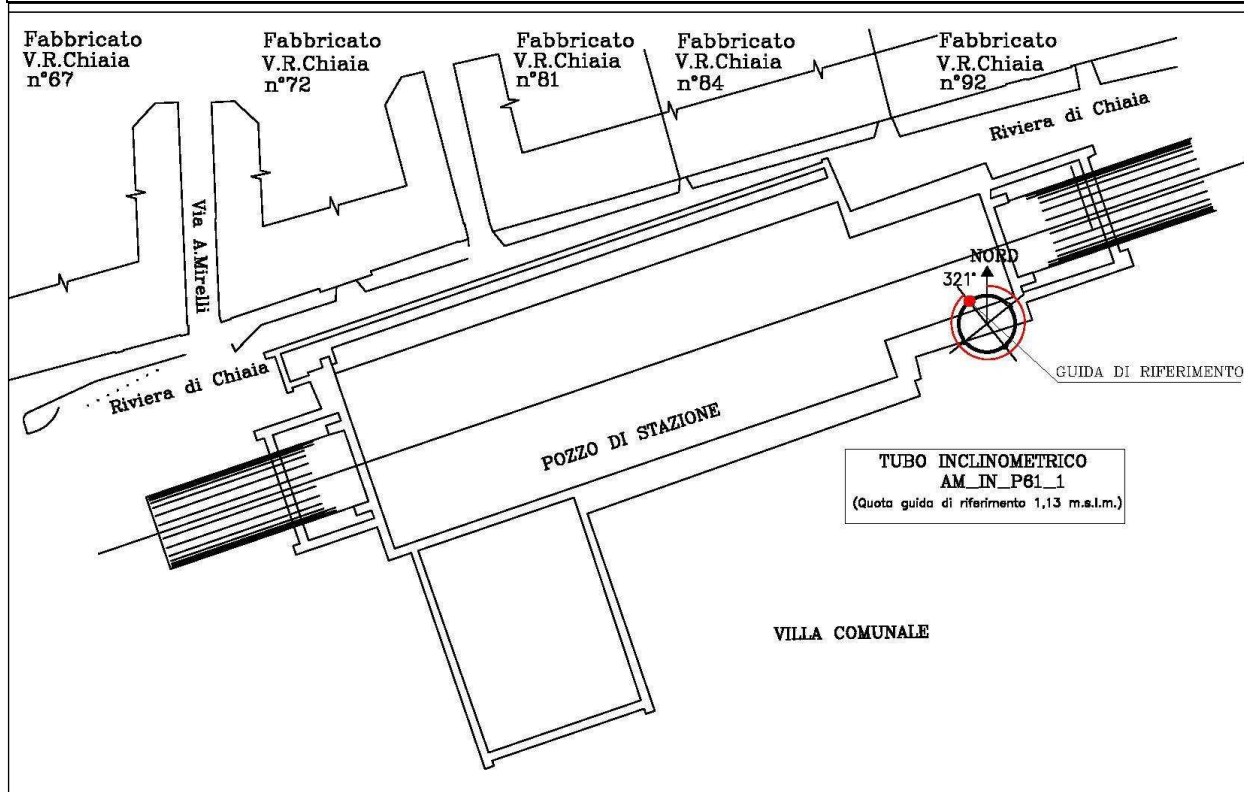 Fabbricato
V.R.Chiaia
n°67
Fabbricato
V.R.Chiaia
n°72
Fabbricato
V.R.Chiaia
n°81
Fabbricato
V.R.Chiaia
n°84
Fabbricato
V.R.Chiaia
n°92
Riviera di Chiaia
Via A.Mirelli
NORD
321°
Riviera di Chiaia
GUIDA DI RIFERIMENTO
POZZO DI STAZIONE
TUBO INCLINOMETRICO
AM_IN_P61_1
(Quota guida di riferimento 1,13 m.s.l.m.)
VILLA COMUNALE